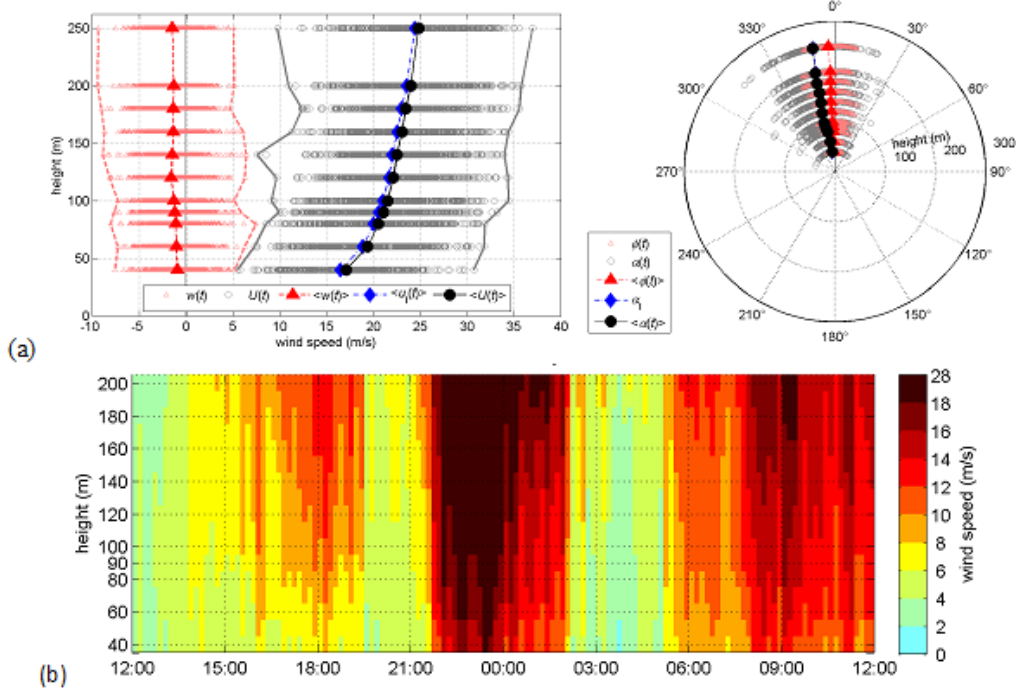 250
200
150
100
50
0
height (m)
-10 -5 0 5 10 15 20 25 30 35 40
wind speed (m/s)
w(t) U(t) <w(t)> <u_l(t)> <U(t)>
(a)
0°
30°
60°
90°
120°
150°
180°
210°
240°
270°
300°
330°
height (m)
100 200 300
φ(t)
α(t)
<φ(t)>
<α(t)>
200
180
160
140
120
100
90
80
60
40
height (m)
12:00 15:00 18:00 21:00 00:00 03:00 06:00 09:00 12:00
28
18
16
14
12
10
8
6
4
2
0
wind speed (m/s)
(b)